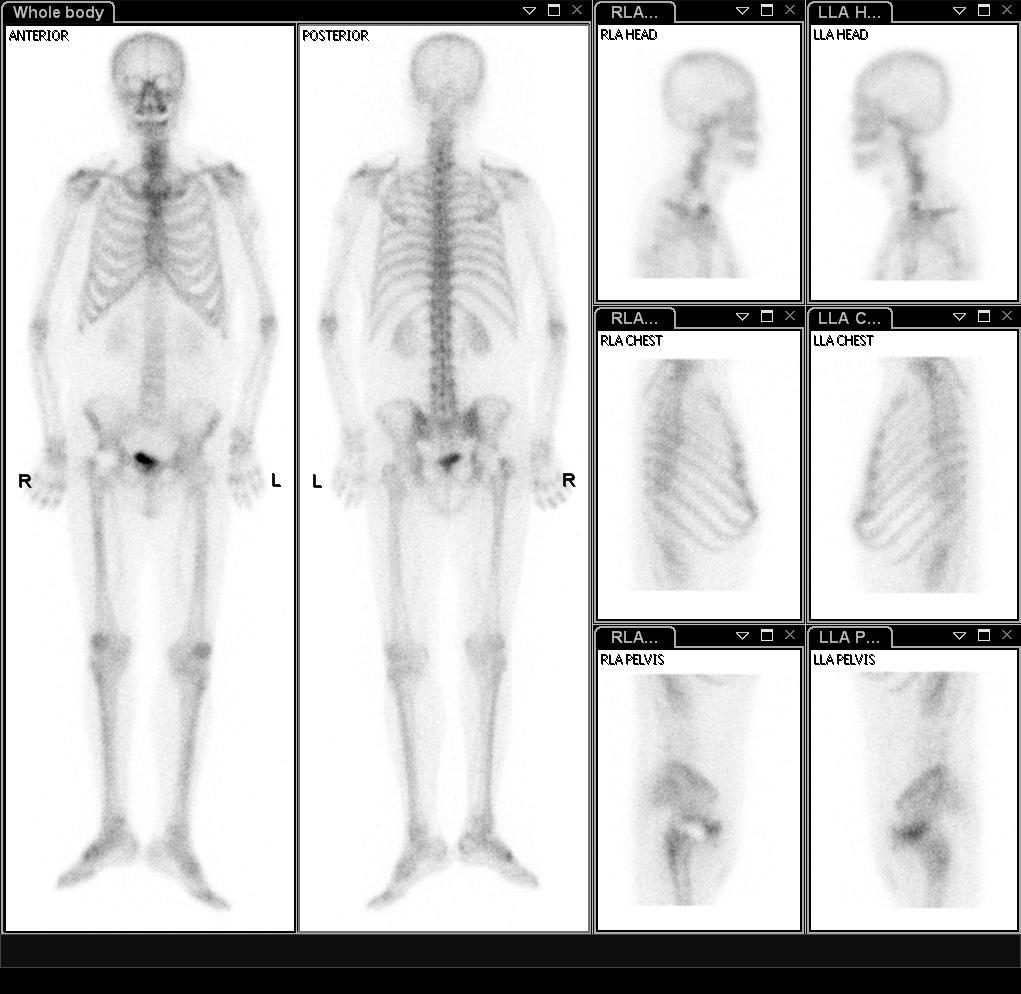 Whole body
RLA...
LLA H...
ANTERIOR
POSTERIOR
RLA HEAD
LLA HEAD
RLA...
LLA C...
RLA CHEST
LLA CHEST
R
L
L
R
RLA...
LLA P...
RLA PELVIS
LLA PELVIS